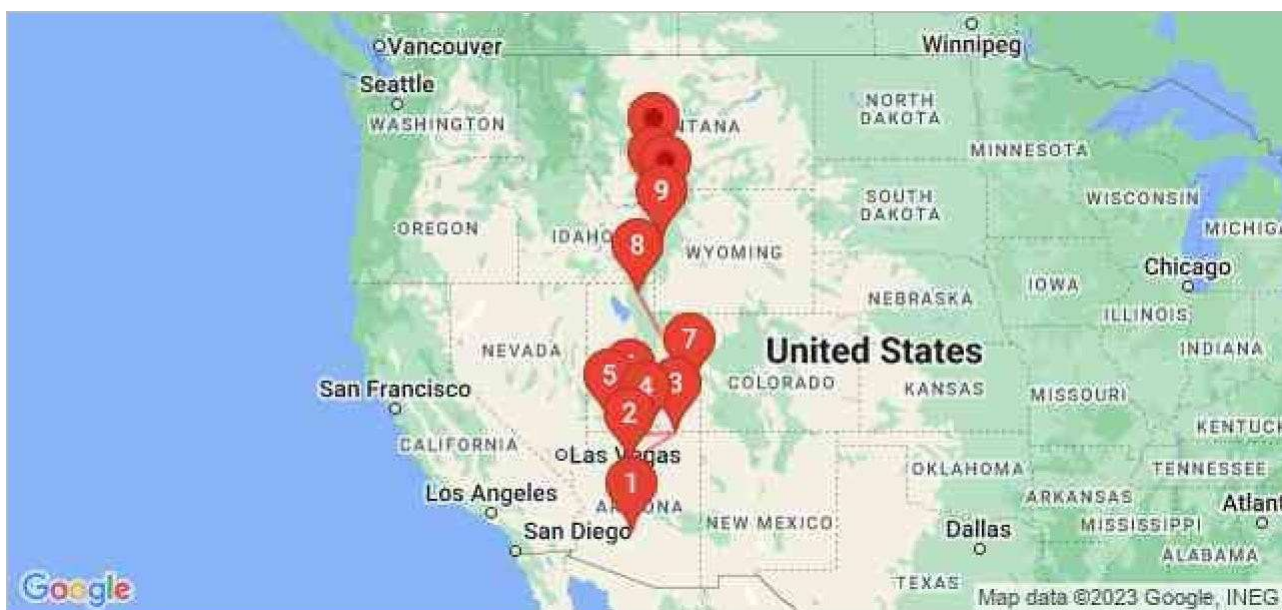 Vancouver
Winnipeg
Seattle
WASHINGTON
NTANA
NORTH
DAKOTA
MINNESOTA
9
SOUTH
DAKOTA
WISCONSIN
OREGON
IDAHO
8
WYOMING
MICHIGA
Chicago
NEBRASKA
IOWA
ILLINOIS
NEVADA
7
United States
INDIANA
5
4
3
San Francisco
COLORADO
KANSAS
MISSOURI
2
CALIFORNIA
KENTUCK
Las Vegas
OKLAHOMA
TENNESSEE
Los Angeles
1
ARIZONA
ARKANSAS
Atlant
San Diego
NEW MEXICO
Dallas
MISSISSIPPI
ALABAMA
TEXAS
Google
Map data ©2023 Google, INEG